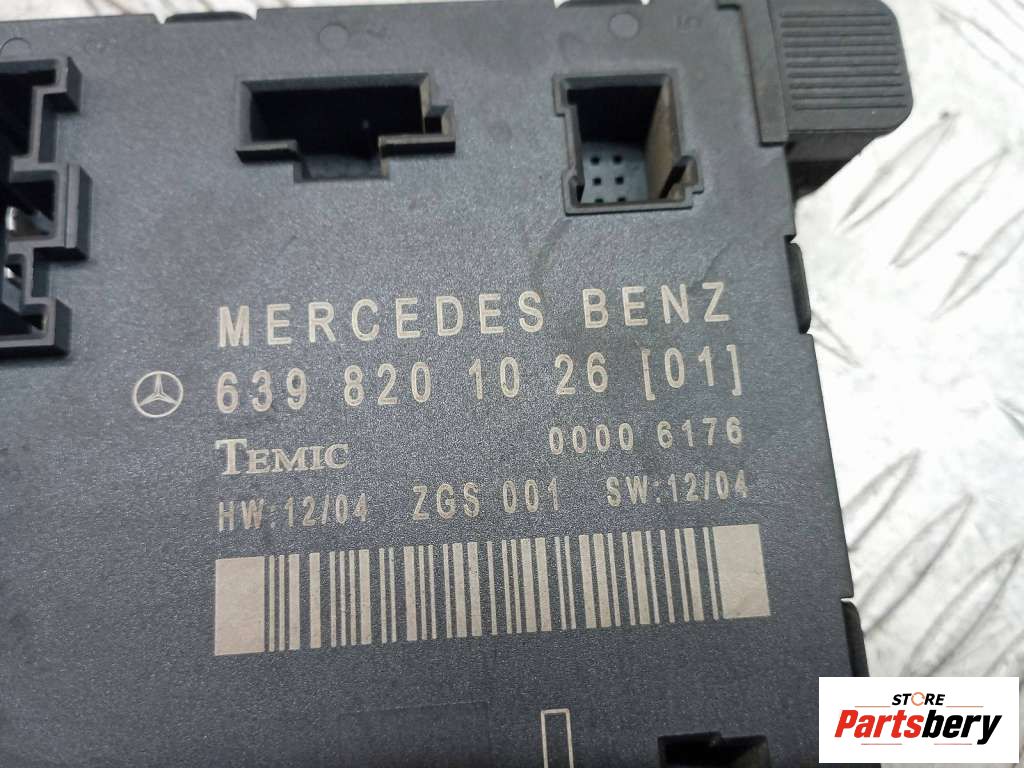 MERCEDES BENZ
639 820 10 26 [01]
TEMIC 0000 6176
HW:12/04 ZGS 001 SW:12/04
STORE
Partsbery